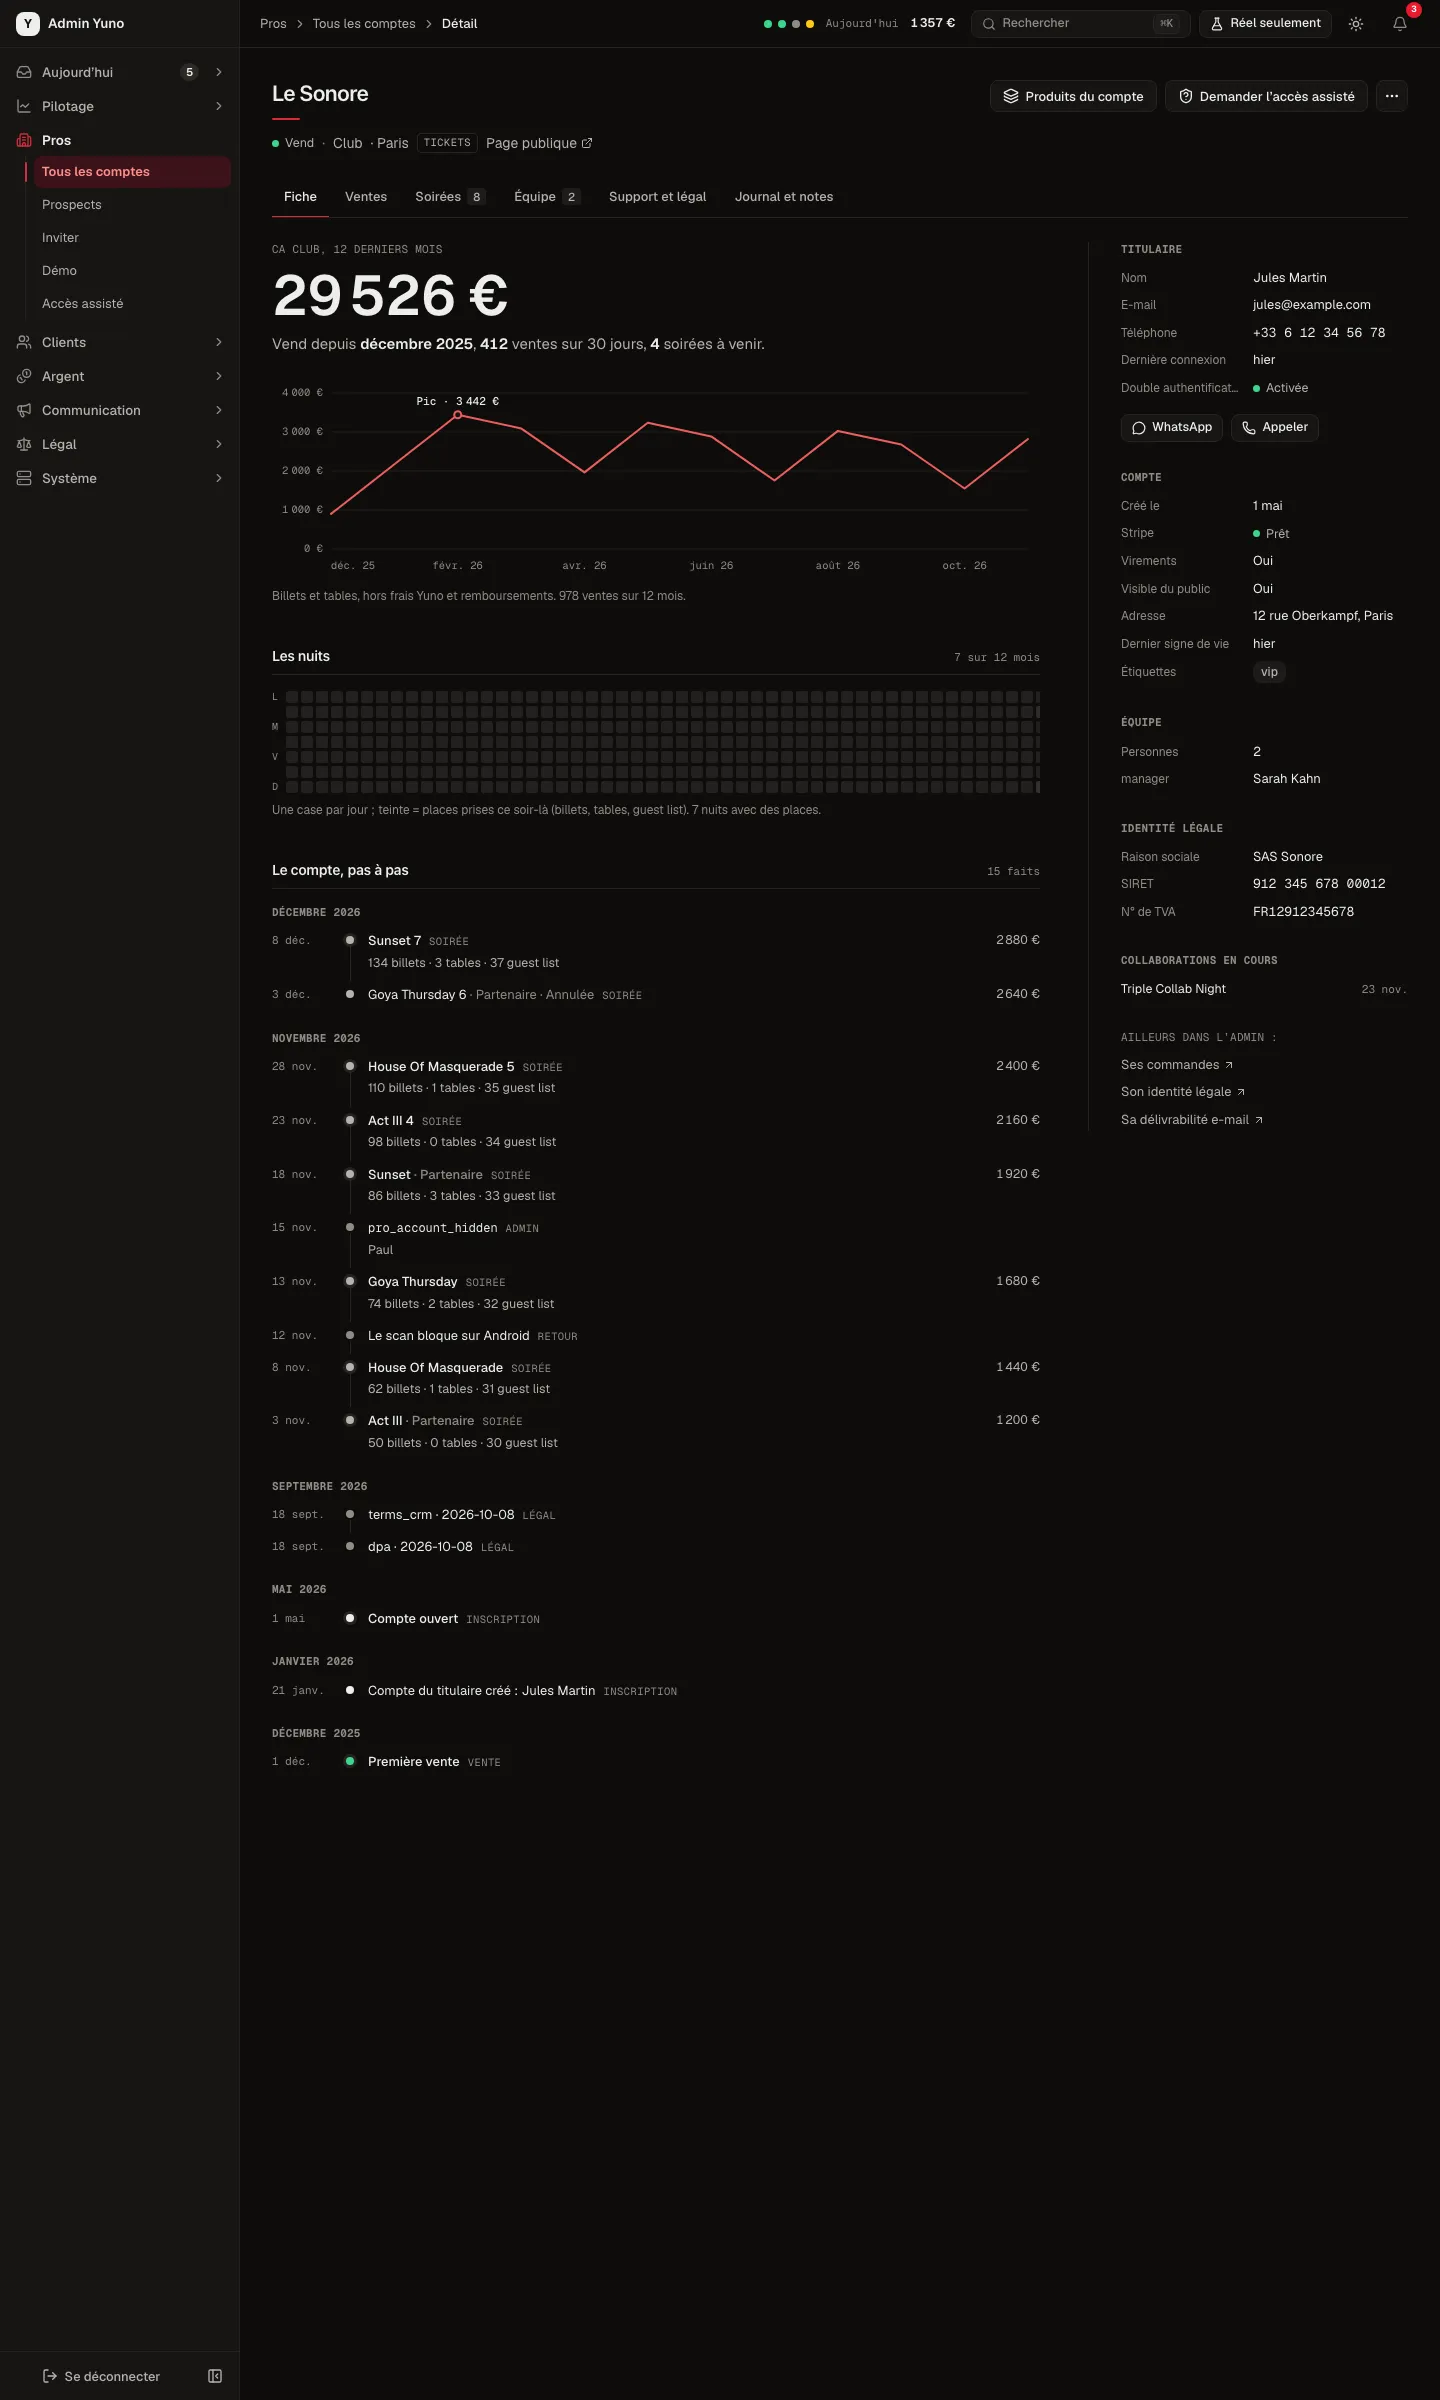 Y Admin Yuno
Pros > Tous les comptes > Détail
Aujourd'hui 1 357 €
Rechercher ⌘K
Réel seulement
3
Aujourd'hui 5
Pilotage
Pros
Tous les comptes
Prospects
Inviter
Démo
Accès assisté
Clients
Argent
Communication
Légal
Système
Se déconnecter
Le Sonore
Produits du compte
Demander l'accès assisté
Vend · Club · Paris TICKETS Page publique
Fiche
Ventes
Soirées 8
Équipe 2
Support et légal
Journal et notes
CA CLUB, 12 DERNIERS MOIS
29 526 €
Vend depuis décembre 2025, 412 ventes sur 30 jours, 4 soirées à venir.
4 000 €
Pic · 3 442 €
3 000 €
2 000 €
1 000 €
0 €
déc. 25 févr. 26 avr. 26 juin 26 août 26 oct. 26
Billets et tables, hors frais Yuno et remboursements. 978 ventes sur 12 mois.
Les nuits 7 sur 12 mois
L
M
V
D
Une case par jour ; teinte = places prises ce soir-là (billets, tables, guest list). 7 nuits avec des places.
Le compte, pas à pas 15 faits
DÉCEMBRE 2026
8 déc. Sunset 7 SOIRÉE 2 880 €
134 billets · 3 tables · 37 guest list
3 déc. Goya Thursday 6 · Partenaire · Annulée SOIRÉE 2 640 €
NOVEMBRE 2026
28 nov. House Of Masquerade 5 SOIRÉE 2 400 €
110 billets · 1 tables · 35 guest list
23 nov. Act III 4 SOIRÉE 2 160 €
98 billets · 0 tables · 34 guest list
18 nov. Sunset · Partenaire SOIRÉE 1 920 €
86 billets · 3 tables · 33 guest list
15 nov. pro_account_hidden ADMIN
Paul
13 nov. Goya Thursday SOIRÉE 1 680 €
74 billets · 2 tables · 32 guest list
12 nov. Le scan bloque sur Android RETOUR
8 nov. House Of Masquerade SOIRÉE 1 440 €
62 billets · 1 tables · 31 guest list
3 nov. Act III · Partenaire SOIRÉE 1 200 €
50 billets · 0 tables · 30 guest list
SEPTEMBRE 2026
18 sept. terms_crm · 2026-10-08 LÉGAL
18 sept. dpa · 2026-10-08 LÉGAL
MAI 2026
1 mai Compte ouvert INSCRIPTION
JANVIER 2026
21 janv. Compte du titulaire créé : Jules Martin INSCRIPTION
DÉCEMBRE 2025
1 déc. Première vente VENTE
TITULAIRE
Nom Jules Martin
E-mail jules@example.com
Téléphone +33 6 12 34 56 78
Dernière connexion hier
Double authentificat… Activée
WhatsApp
Appeler
COMPTE
Créé le 1 mai
Stripe Prêt
Virements Oui
Visible du public Oui
Adresse 12 rue Oberkampf, Paris
Dernier signe de vie hier
Étiquettes vip
ÉQUIPE
Personnes 2
manager Sarah Kahn
IDENTITÉ LÉGALE
Raison sociale SAS Sonore
SIRET 912 345 678 00012
N° de TVA FR12912345678
COLLABORATIONS EN COURS
Triple Collab Night 23 nov.
AILLEURS DANS L'ADMIN :
Ses commandes ↗
Son identité légale ↗
Sa délivrabilité e-mail ↗